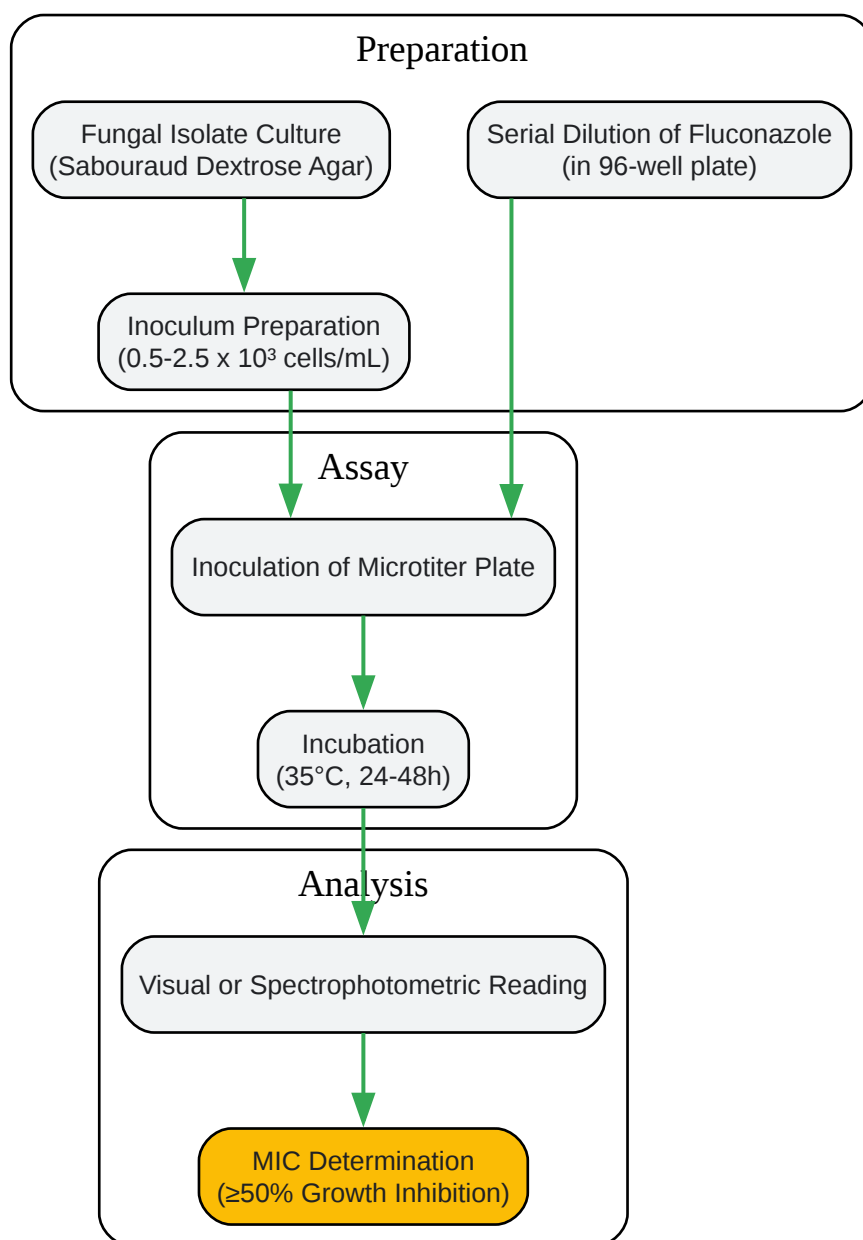 Preparation
Fungal Isolate Culture
(Sabouraud Dextrose Agar)
Serial Dilution of Fluconazole
(in 96-well plate)
Inoculum Preparation
(0.5-2.5 x 10³ cells/mL)
Assay
Inoculation of Microtiter Plate
Incubation
(35°C, 24-48h)
Analysis
Visual or Spectrophotometric Reading
MIC Determination
(≥50% Growth Inhibition)